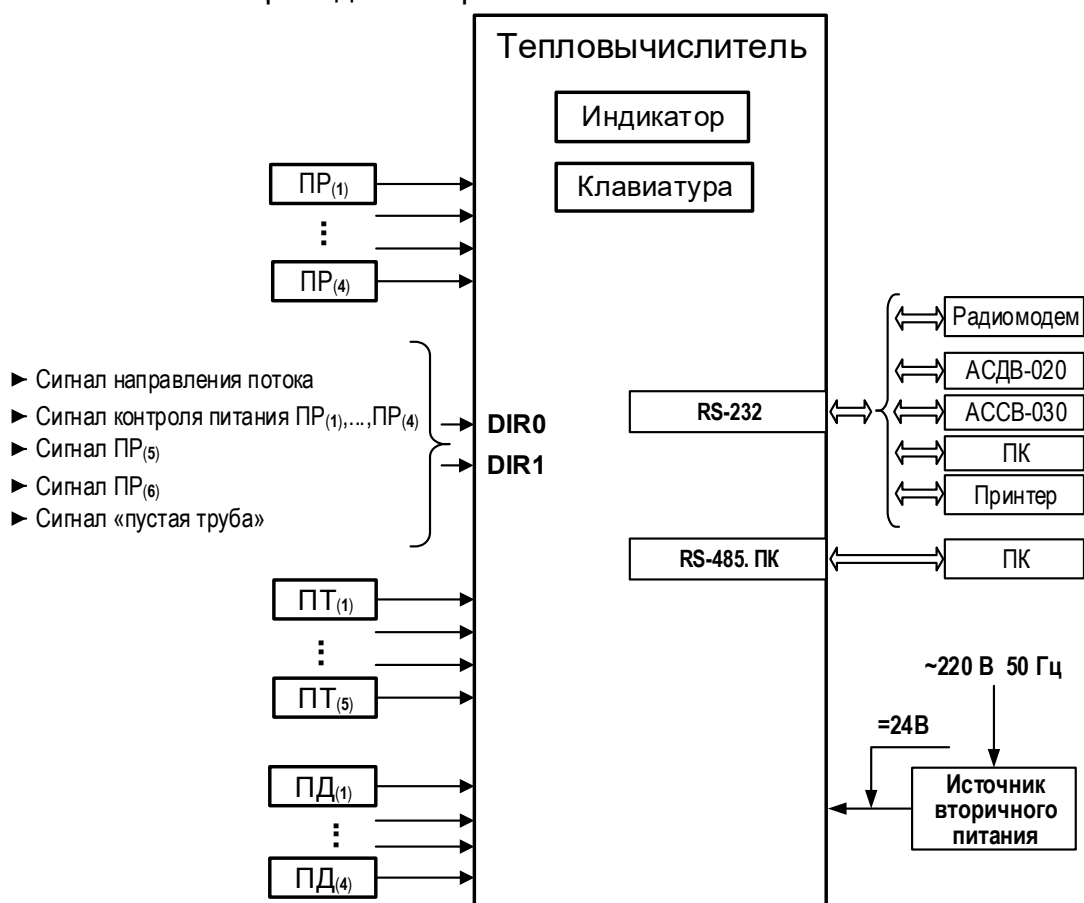 Тепловычислитель
Индикатор
Клавиатура
ПР(1)
ПР(4)
► Сигнал направления потока
► Сигнал контроля питания ПР(1),...,ПР(4)
► Сигнал ПР(5)
► Сигнал ПР(6)
► Сигнал «пустая труба»
DIR0
DIR1
ПТ(1)
ПТ(5)
ПД(1)
ПД(4)
RS-232
RS-485. ПК
Радиомодем
АСДВ-020
АССВ-030
ПК
Принтер
ПК
~220 В 50 Гц
=24В
Источник
вторичного
питания